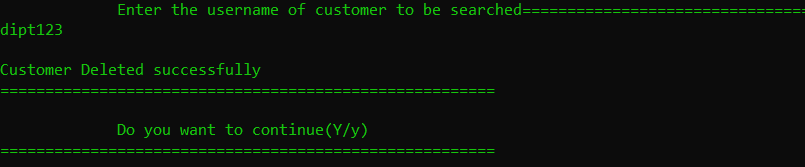 Enter the username of customer to be searched================================
dipt123
Customer Deleted successfully
=======================================================
Do you want to continue(Y/y)
=======================================================